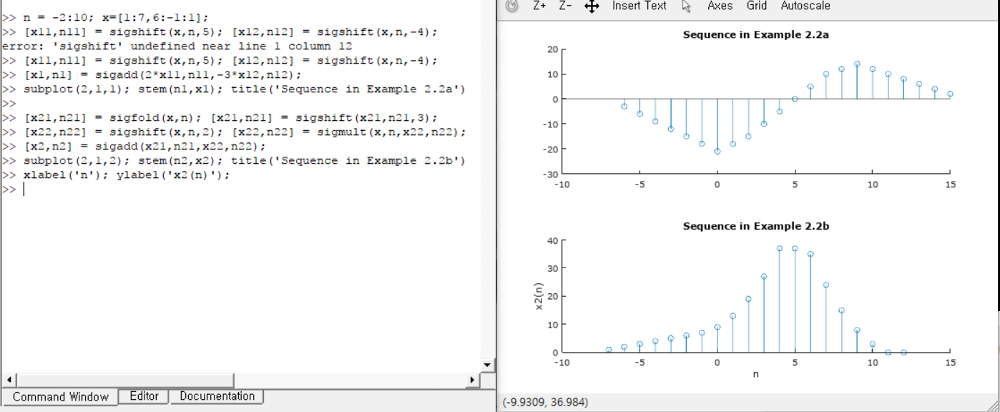 >> n = -2:10; x=[1:7,6:-1:1];
>> [x11,n11] = sigshift(x,n,5); [x12,n12] = sigshift(x,n,-4);
error: 'sigshift' undefined near line 1 column 12
>> [x11,n11] = sigshift(x,n,5); [x12,n12] = sigshift(x,n,-4);
>> [x1,n1] = sigadd(2*x11,n11,-3*x12,n12);
>> subplot(2,1,1); stem(n1,x1); title('Sequence in Example 2.2a')
>>
>> [x21,n21] = sigfold(x,n); [x21,n21] = sigshift(x21,n21,3);
>> [x22,n22] = sigshift(x,n,2); [x22,n22] = sigmult(x,n,x22,n22);
>> [x2,n2] = sigadd(x21,n21,x22,n22);
>> subplot(2,1,2); stem(n2,x2); title('Sequence in Example 2.2b')
>> xlabel('n'); ylabel('x2(n)');
>>
Command Window Editor Documentation
Z+ Z- Insert Text Axes Grid Autoscale
Sequence in Example 2.2a
20
10
0
-10
-20
-30
-10 -5 0 5 10 15
Sequence in Example 2.2b
40
30
20
10
0
x2(n)
-10 -5 0 5 10 15
n
(-9.9309, 36.984)